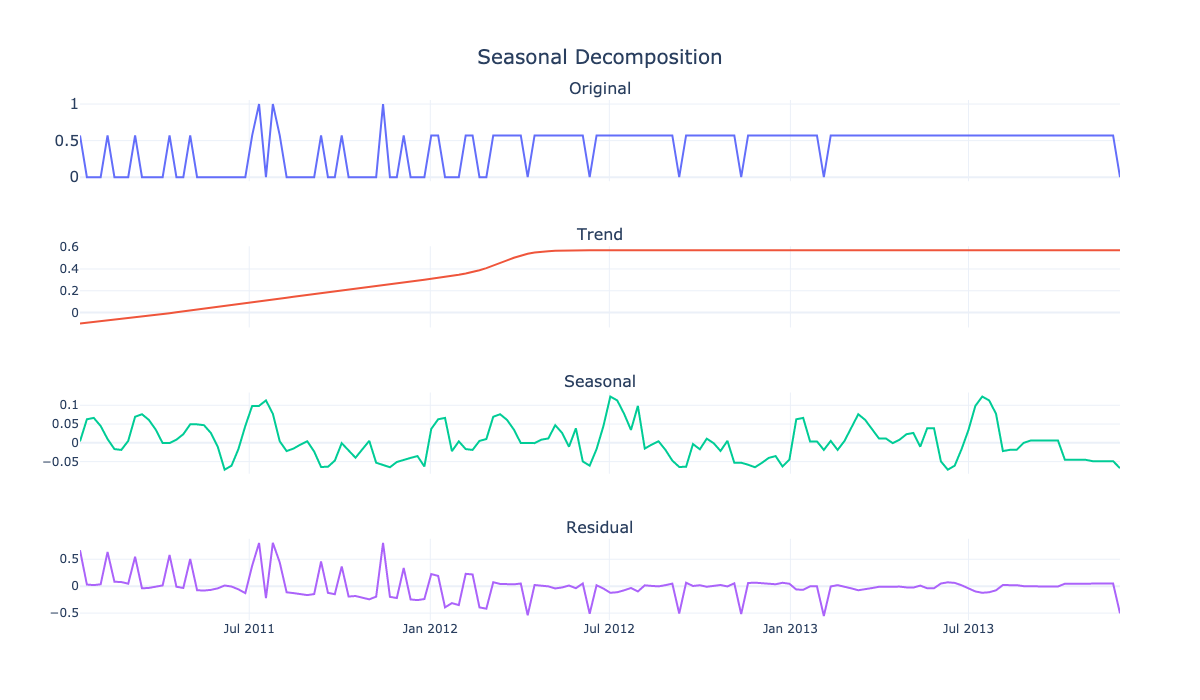 Seasonal Decomposition
Original
1
0.5
0
Trend
0.6
0.4
0.2
0
Seasonal
0.1
0.05
0
−0.05
Residual
0.5
0
−0.5
Jul 2011 Jan 2012 Jul 2012 Jan 2013 Jul 2013